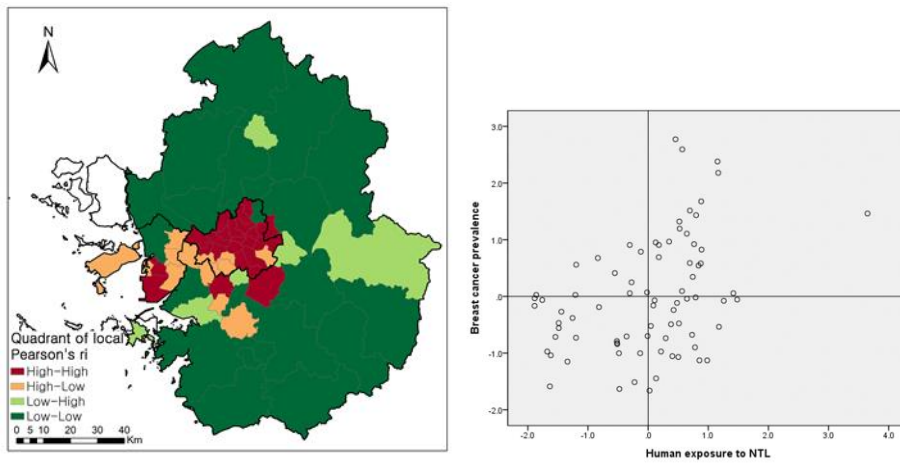 N
Quadrant of local
Pearson's ri
High-High
High-Low
Low-High
Low-Low
0 5 10 20 30 40
Km
Breast cancer prevalence
3.0
2.0
1.0
.0
-1.0
-2.0
-2.0 -1.0 .0 1.0 2.0 3.0 4.0
Human exposure to NTL